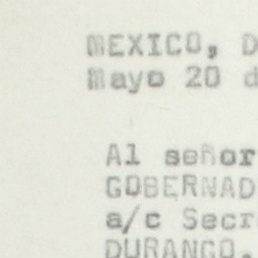 MEXICO, D
Mayo 20 d
Al señor
GOBERNAD
a/c Secr
DURANGO.